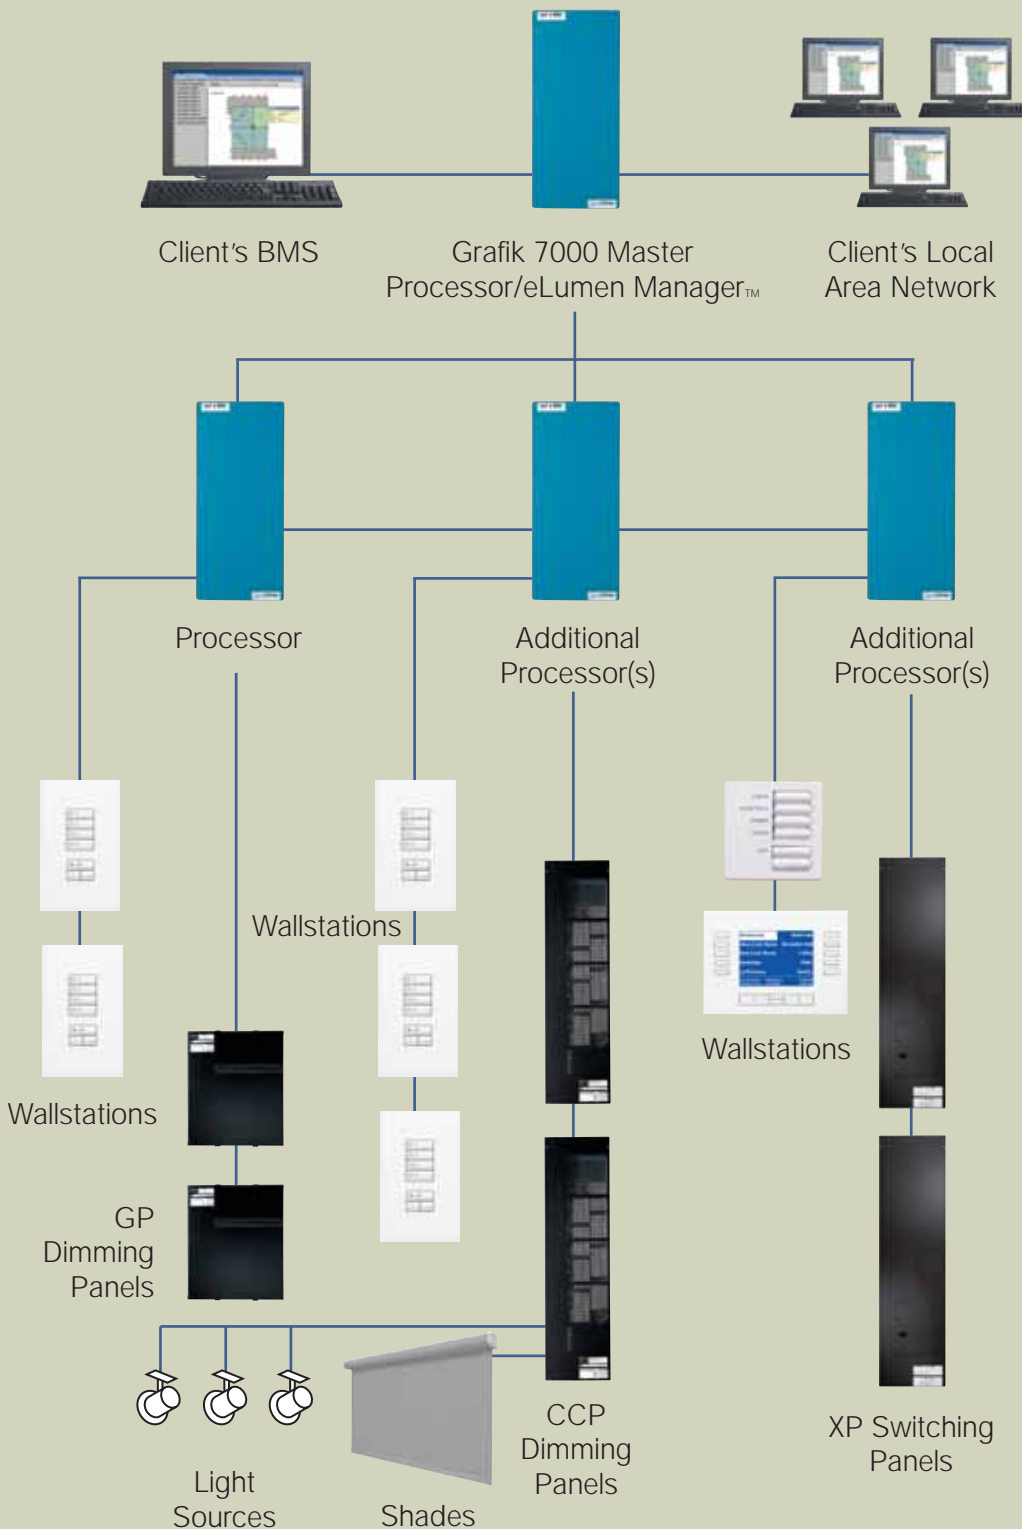 Client's BMS
Grafik 7000 Master
Processor/eLumen Manager™
Client's Local
Area Network
Processor
Additional
Processor(s)
Additional
Processor(s)
Wallstations
Wallstations
Wallstations
GP
Dimming
Panels
CCP
Dimming
Panels
XP Switching
Panels
Light
Sources
Shades